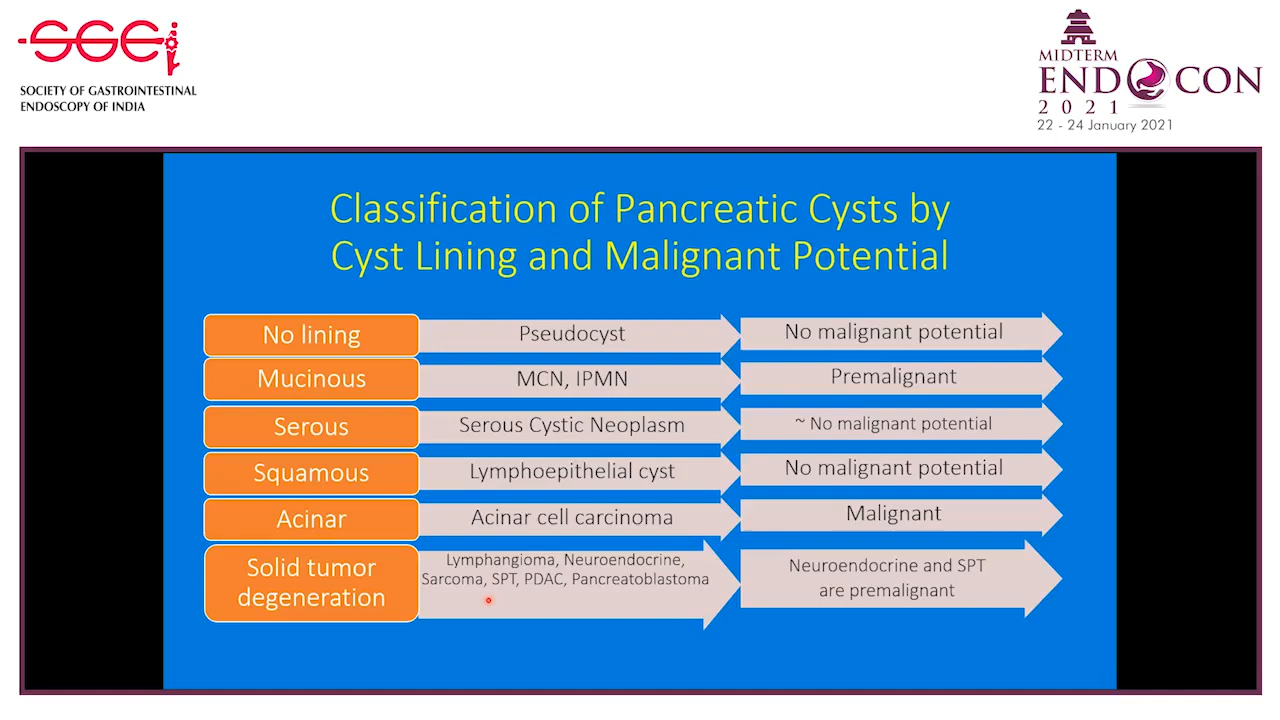 SGEi
SOCIETY OF GASTROINTESTINAL
ENDOSCOPY OF INDIA
MIDTERM
ENDOCON
2021
22 - 24 January 2021
Classification of Pancreatic Cysts by
Cyst Lining and Malignant Potential
No lining
Pseudocyst
No malignant potential
Mucinous
MCN, IPMN
Premalignant
Serous
Serous Cystic Neoplasm
~ No malignant potential
Squamous
Lymphoepithelial cyst
No malignant potential
Acinar
Acinar cell carcinoma
Malignant
Solid tumor
degeneration
Lymphangioma, Neuroendocrine,
Sarcoma, SPT, PDAC, Pancreatoblastoma
Neuroendocrine and SPT
are premalignant